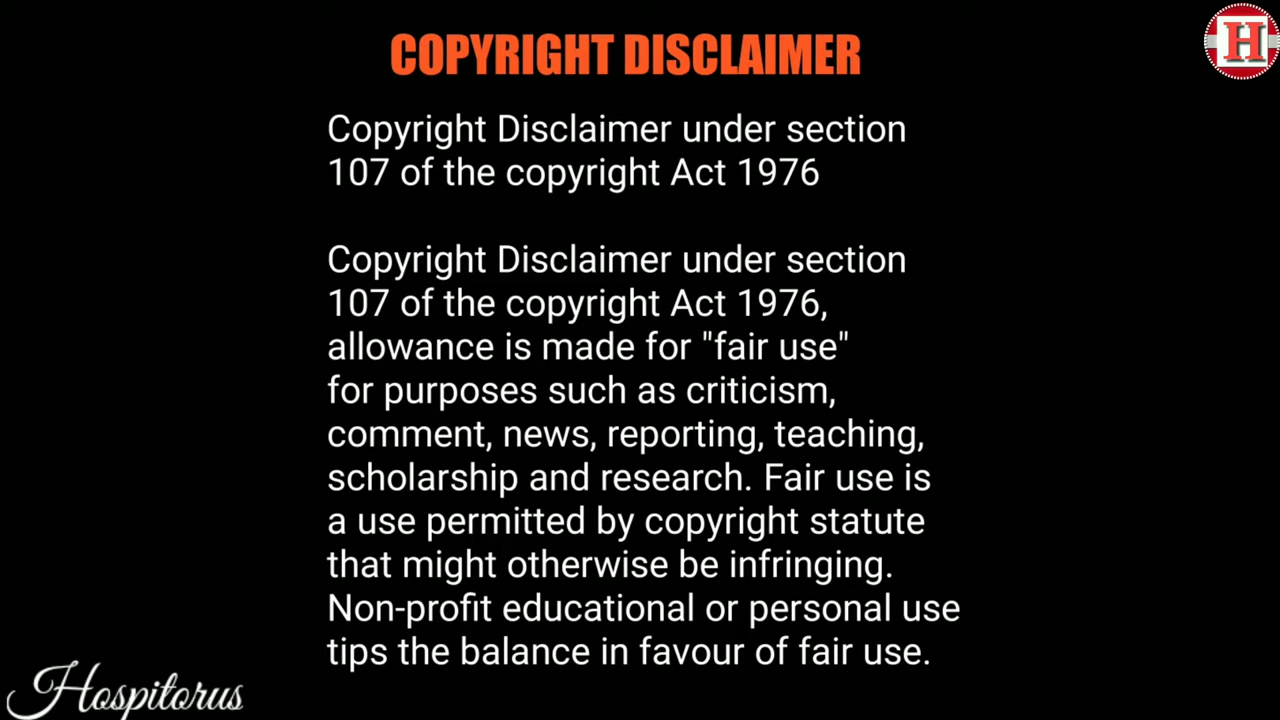 COPYRIGHT DISCLAIMER
H
Copyright Disclaimer under section
107 of the copyright Act 1976
Copyright Disclaimer under section
107 of the copyright Act 1976,
allowance is made for "fair use"
for purposes such as criticism,
comment, news, reporting, teaching,
scholarship and research. Fair use is
a use permitted by copyright statute
that might otherwise be infringing.
Non-profit educational or personal use
tips the balance in favour of fair use.
Hospitorus